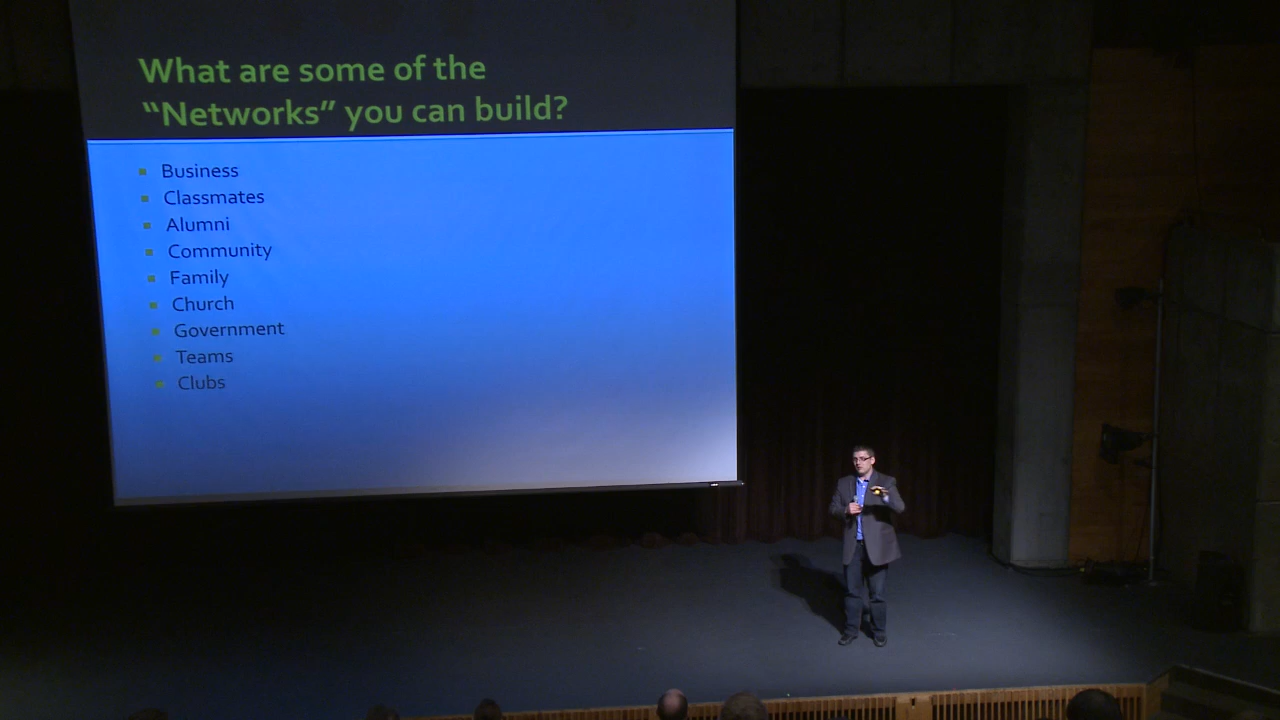 What are some of the
“Networks” you can build?
Business
Classmates
Alumni
Community
Family
Church
Government
Teams
Clubs